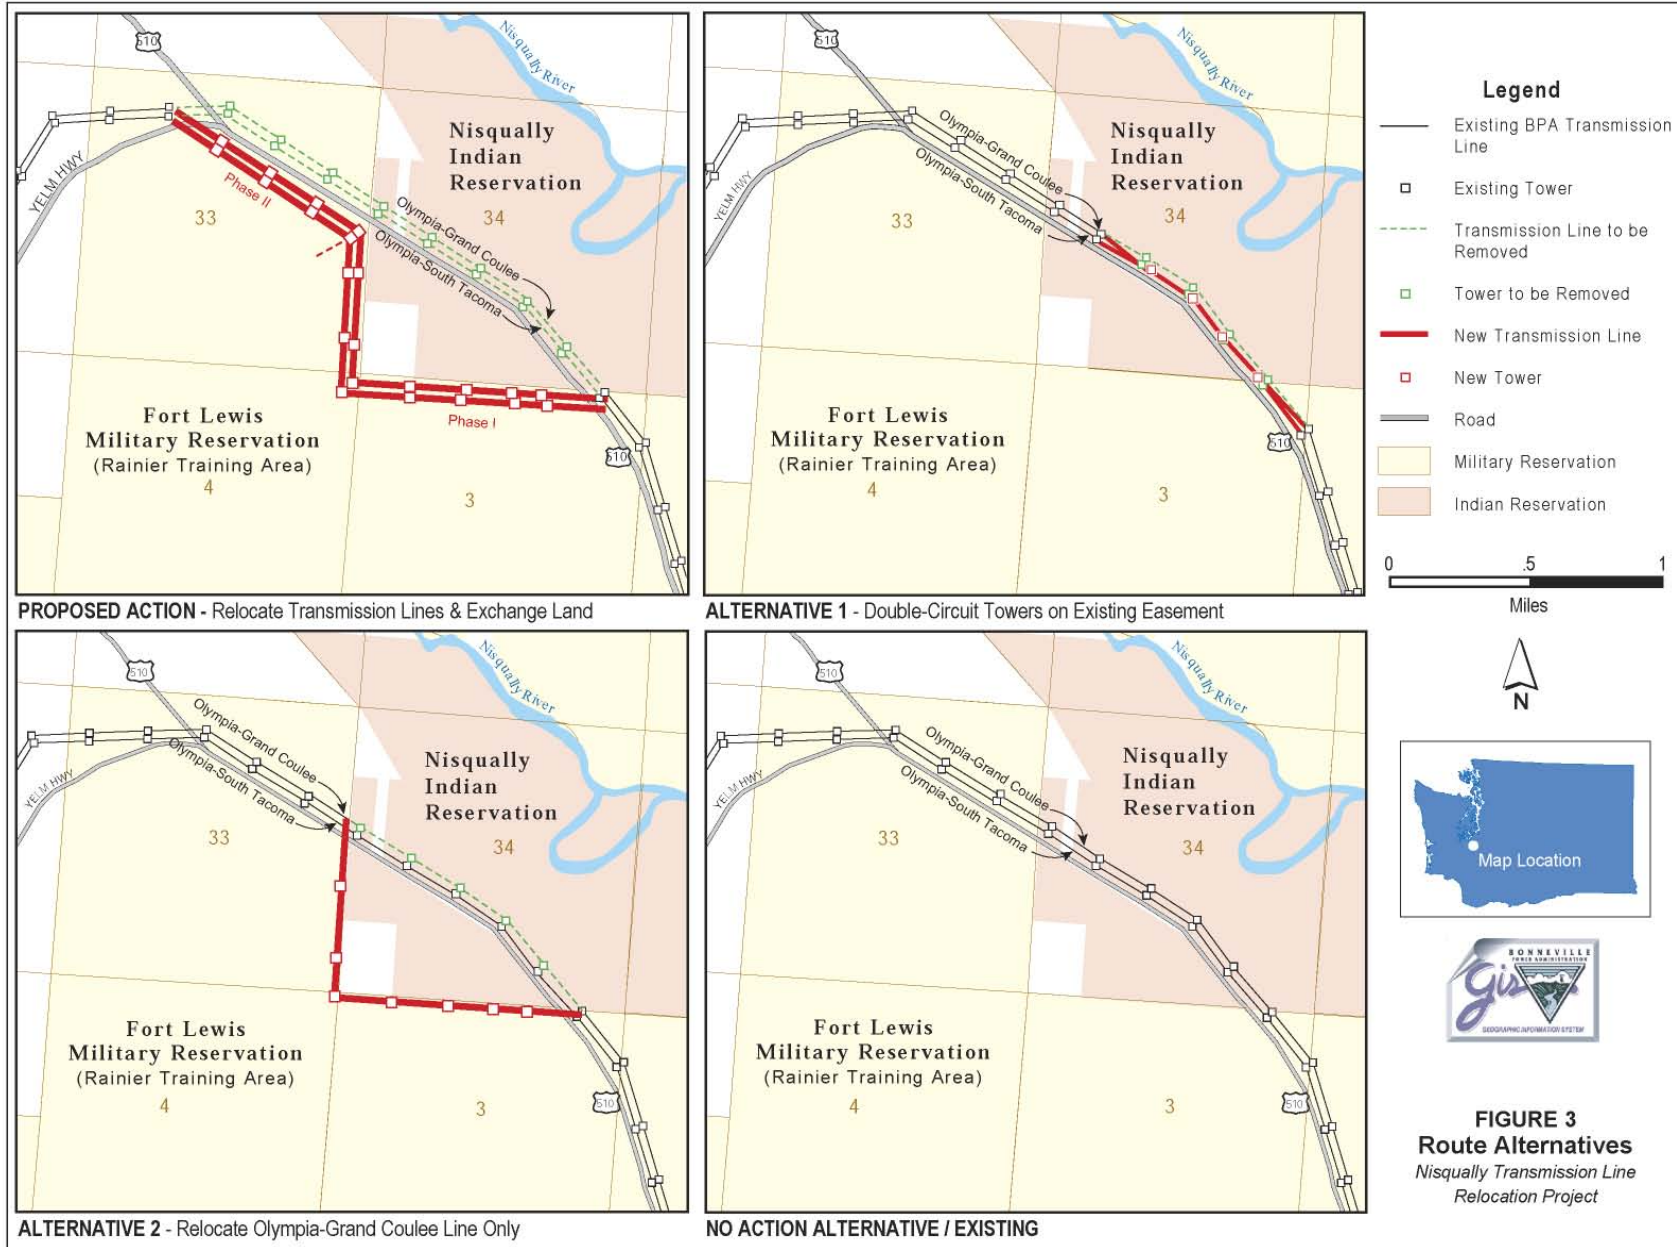 510
Nisqually River
Nisqually
Indian
Reservation
34
YELM HWY
Phase II
33
Olympia-Grand Coulee
Olympia-South Tacoma
Fort Lewis
Military Reservation
(Rainier Training Area)
4
Phase I
3
510
PROPOSED ACTION - Relocate Transmission Lines & Exchange Land
510
Nisqually River
Olympia-Grand Coulee
Olympia-South Tacoma
Nisqually
Indian
Reservation
34
YELM HWY
33
Fort Lewis
Military Reservation
(Rainier Training Area)
4
3
510
ALTERNATIVE 1 - Double-Circuit Towers on Existing Easement
Legend
Existing BPA Transmission
Line
Existing Tower
Transmission Line to be
Removed
Tower to be Removed
New Transmission Line
New Tower
Road
Military Reservation
Indian Reservation
0 .5 1
Miles
N
510
Nisqually River
Olympia-Grand Coulee
Olympia-South Tacoma
Nisqually
Indian
Reservation
34
YELM HWY
33
Fort Lewis
Military Reservation
(Rainier Training Area)
4
3
510
ALTERNATIVE 2 - Relocate Olympia-Grand Coulee Line Only
510
Nisqually River
Olympia-Grand Coulee
Olympia-South Tacoma
Nisqually
Indian
Reservation
34
YELM HWY
33
Fort Lewis
Military Reservation
(Rainier Training Area)
4
3
510
NO ACTION ALTERNATIVE / EXISTING
Map Location
BONNEVILLE
POWER ADMINISTRATION
gis
GEOGRAPHIC INFORMATION SYSTEM
FIGURE 3
Route Alternatives
Nisqually Transmission Line
Relocation Project